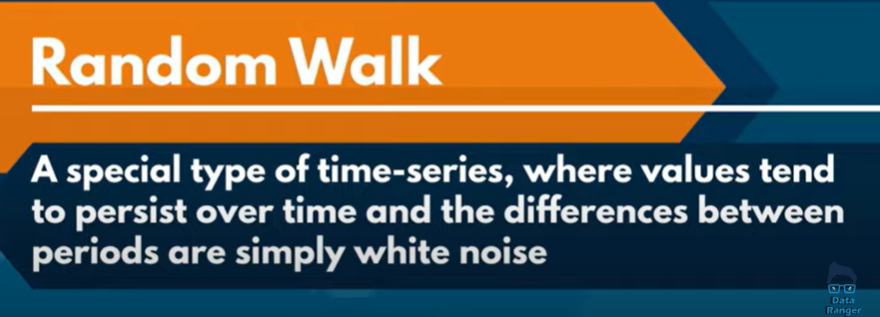 Random Walk
A special type of time-series, where values tend
to persist over time and the differences between
periods are simply white noise
Data
Ranger